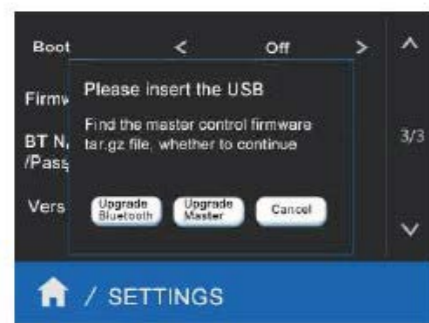 Boot < Off >
Please insert the USB
Firmw
Find the master control firmware
tar.gz file, whether to continue
BT N
/Pass
3/3
Vers
Upgrade
Bluetooth
Upgrade
Master
Cancel
/ SETTINGS